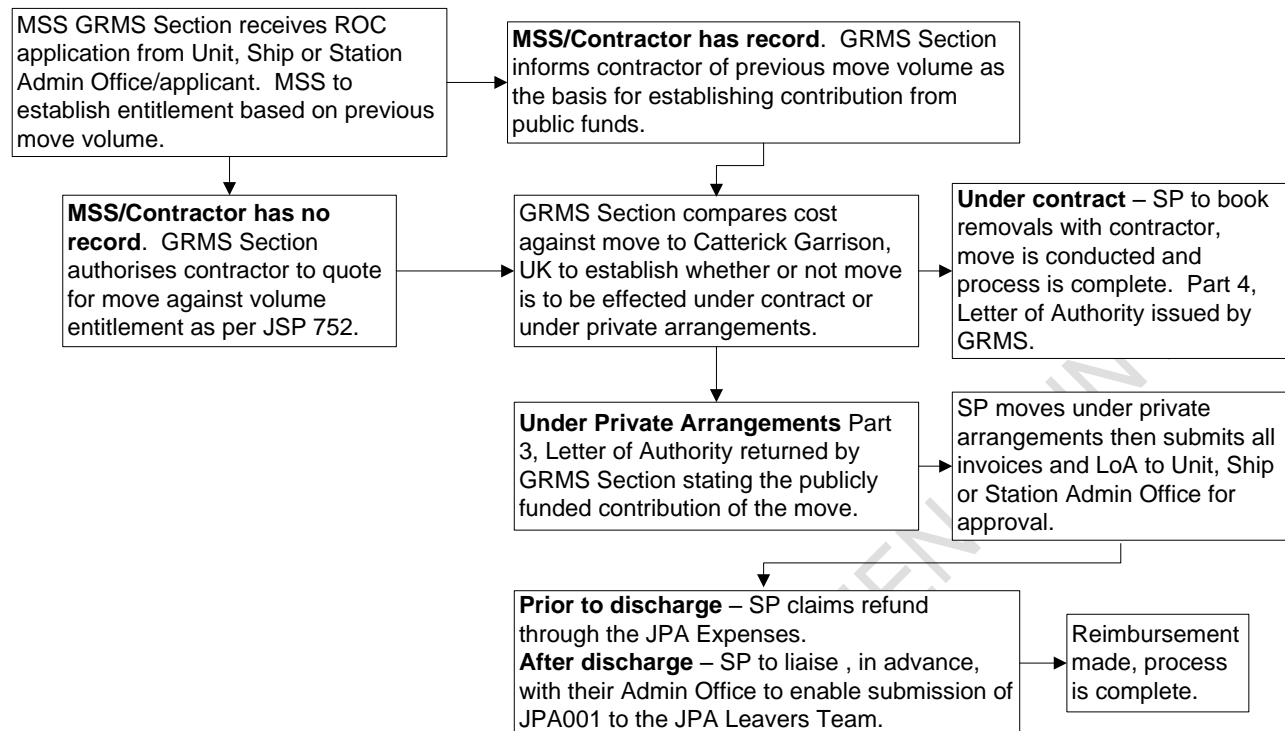 MSS GRMS Section receives ROC
application from Unit, Ship or Station
Admin Office/applicant.  MSS to
establish entitlement based on previous
move volume.
MSS/Contractor has record.  GRMS Section
informs contractor of previous move volume as
the basis for establishing contribution from
public funds.
MSS/Contractor has no
record.  GRMS Section
authorises contractor to quote
for move against volume
entitlement as per JSP 752.
GRMS Section compares cost
against move to Catterick Garrison,
UK to establish whether or not move
is to be effected under contract or
under private arrangements.
Under contract – SP to book
removals with contractor,
move is conducted and
process is complete.  Part 4,
Letter of Authority issued by
GRMS.
Under Private Arrangements Part
3, Letter of Authority returned by
GRMS Section stating the publicly
funded contribution of the move.
SP moves under private
arrangements then submits all
invoices and LoA to Unit, Ship
or Station Admin Office for
approval.
Prior to discharge – SP claims refund
through the JPA Expenses.
After discharge – SP to liaise , in advance,
with their Admin Office to enable submission of
JPA001 to the JPA Leavers Team.
Reimbursement
made, process
is complete.